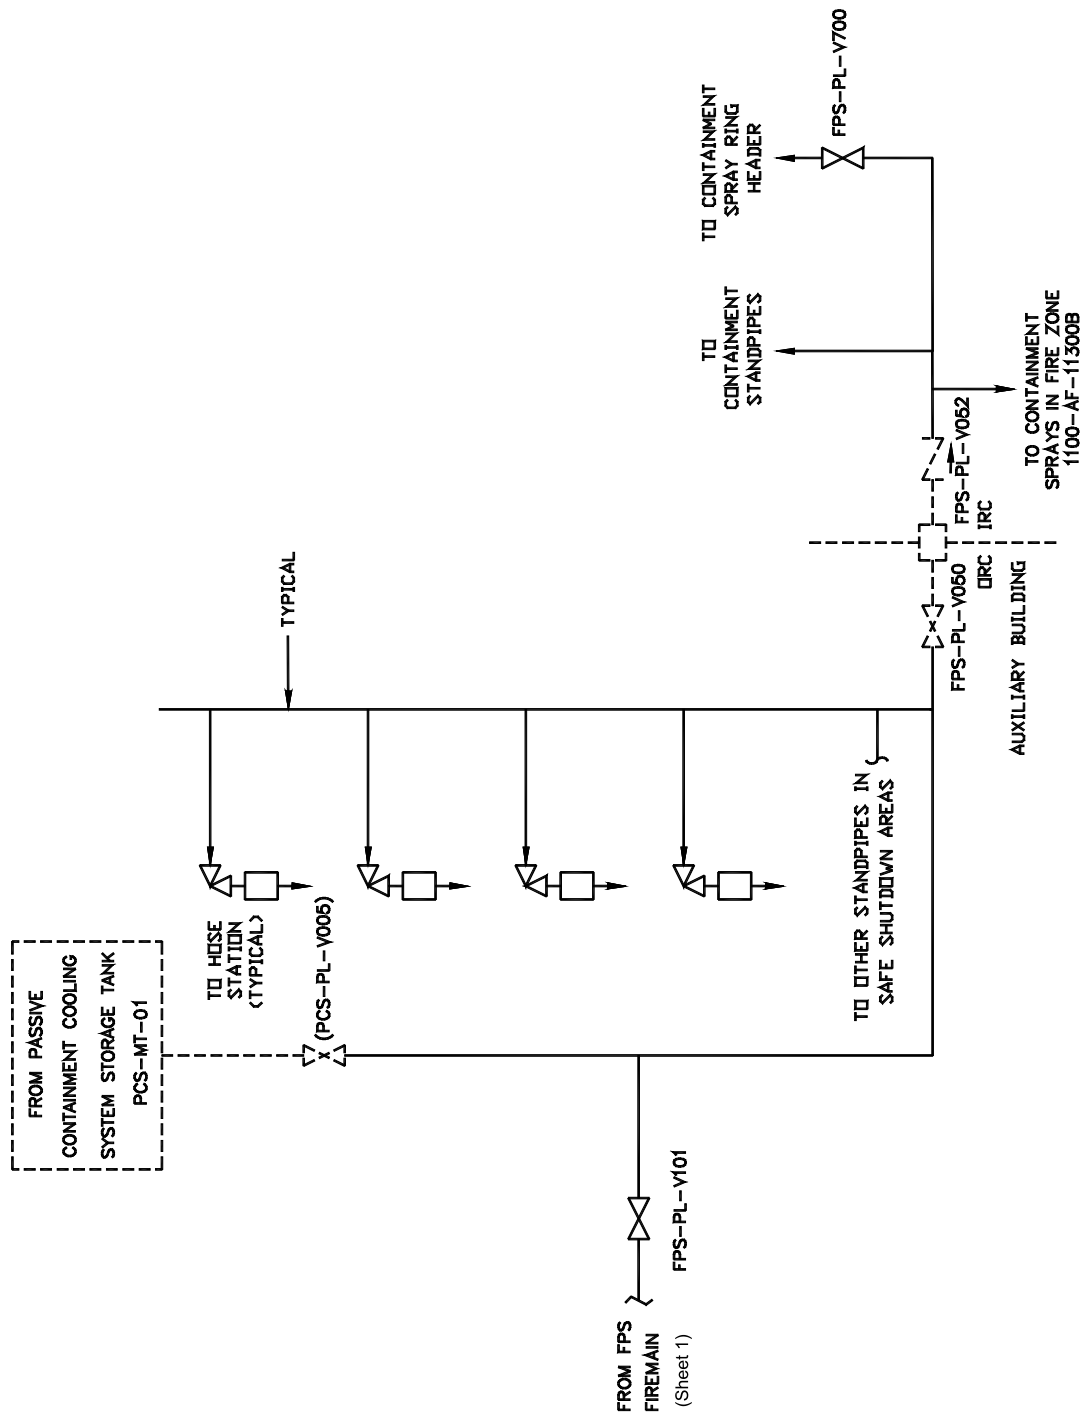 FROM PASSIVE
CONTAINMENT COOLING
SYSTEM STORAGE TANK
PCS-MT-01
(PCS-PL-V005)
TO HOSE
STATION
(TYPICAL)
TYPICAL
FROM FPS
FIREMAIN
(Sheet 1)
FPS-PL-V101
TO OTHER STANDPIPES IN
SAFE SHUTDOWN AREAS
AUXILIARY BUILDING
FPS-PL-V050
ORC
IRC
FPS-PL-V052
TO CONTAINMENT
SPRAYS IN FIRE ZONE
1100-AF-11300B
TO
CONTAINMENT
STANDPIPES
TO CONTAINMENT
SPRAY RING
HEADER
FPS-PL-V700